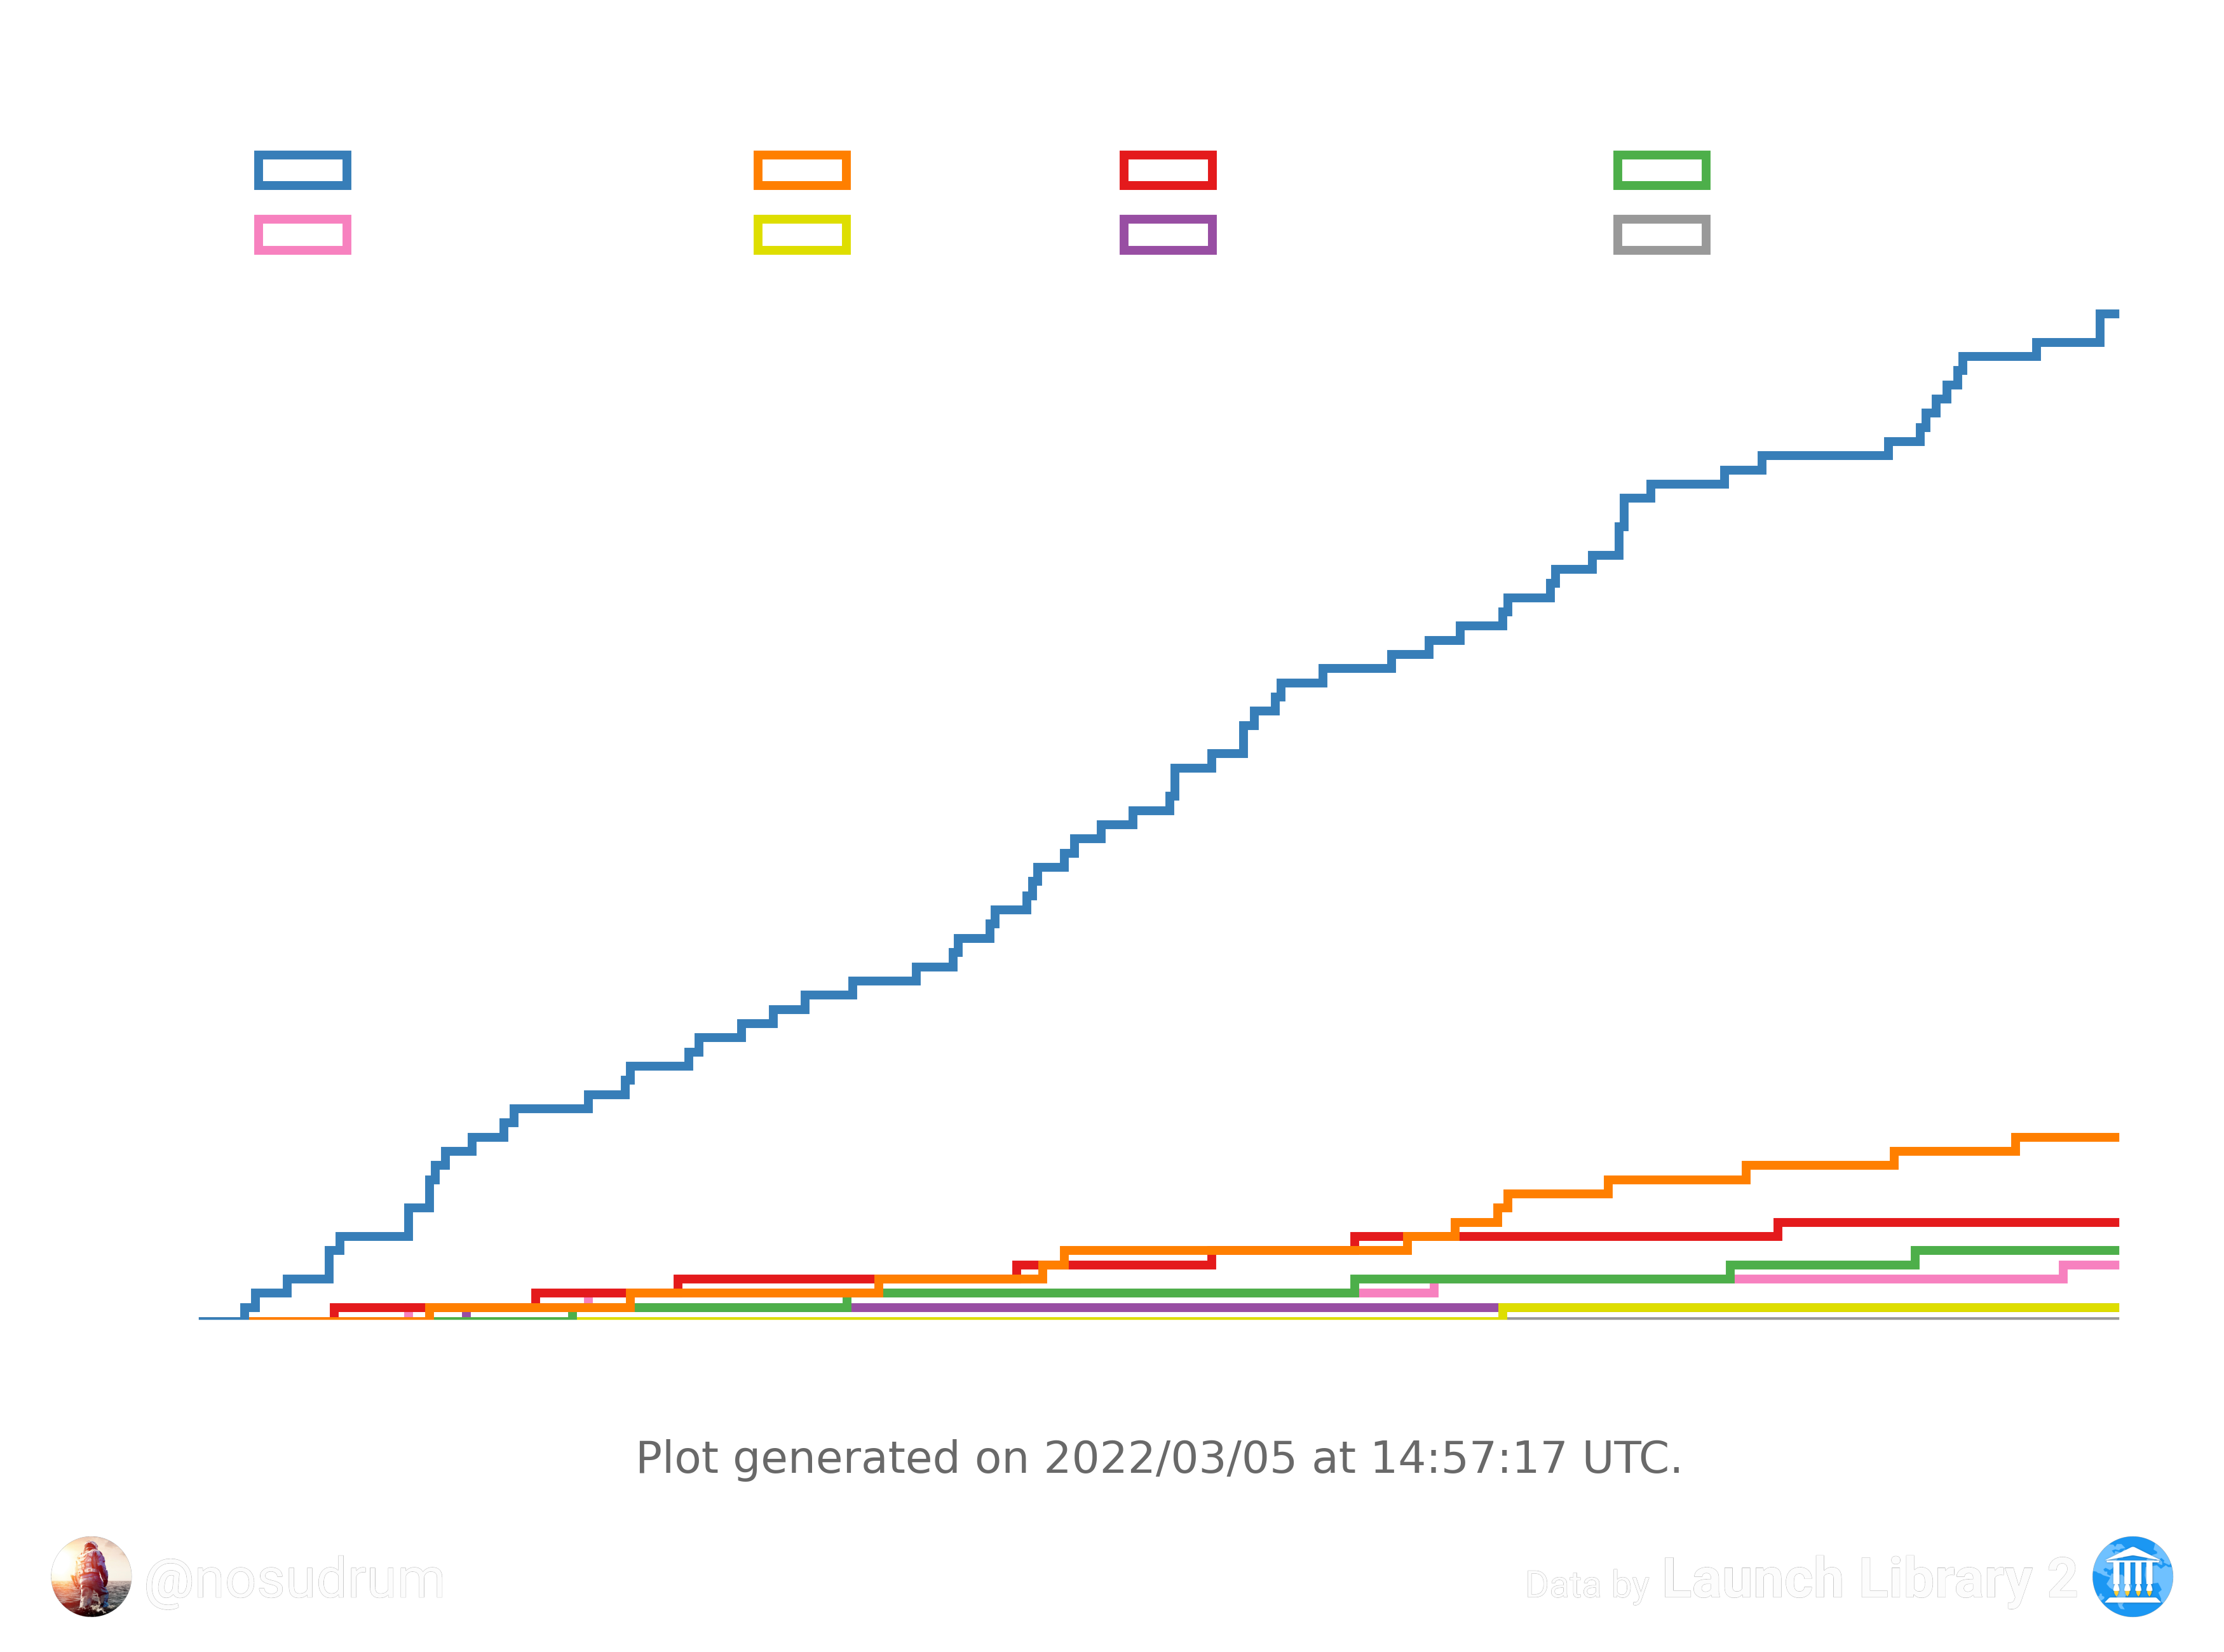 Plot generated on 2022/03/05 at 14:57:17 UTC.
@nosudrum
Data by Launch Library 2